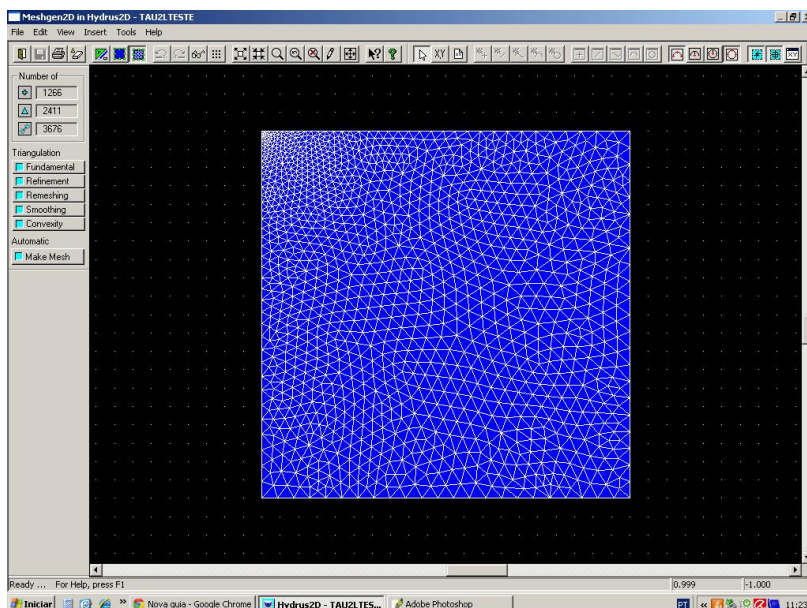 Meshgen2D in Hydrus2D - TAU2LTESTE
File Edit View Insert Tools Help
Number of
1266
2411
3676
Triangulation
Fundamental
Refinement
Remeshing
Smoothing
Convexity
Automatic
Make Mesh
Ready ... For Help, press F1 0.999 -1.000
Iniciar Nova guia - Google Chrome Hydrus2D - TAU2LTES... Adobe Photoshop PT 11:23